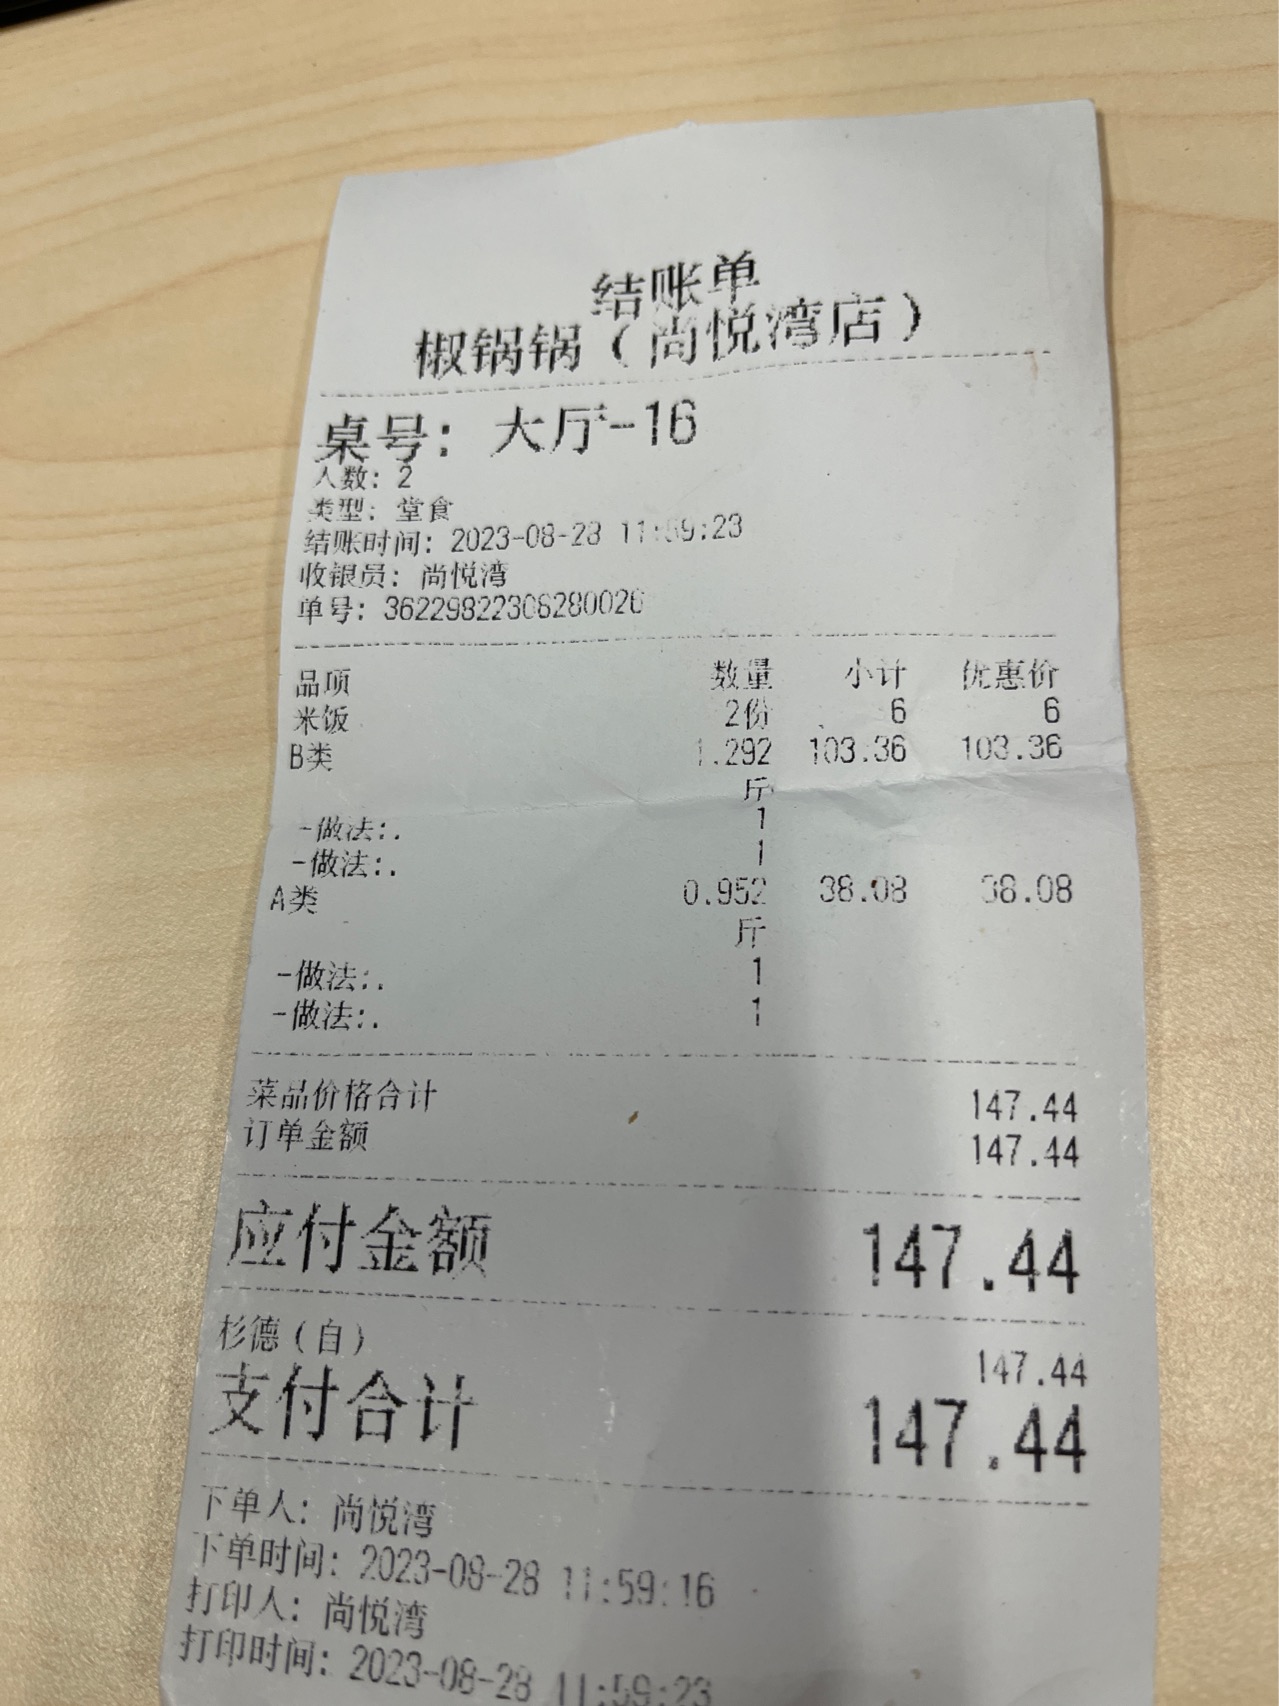 结账单
椒锅锅（尚悦湾店）
桌号：大厅-16
人数：2
类型：堂食
结账时间：2023-08-28 11:59:23
收银员：尚悦湾
单号：36229822308280026
品项 数量 小计 优惠价
米饭 2份 6 6
B类 1.292 103.36 103.36
斤
-做法:. 1
-做法:. 1
A类 0.952 38.08 38.08
斤
-做法:. 1
-做法:. 1
菜品价格合计 147.44
订单金额 147.44
应付金额 147.44
杉德（自） 147.44
支付合计 147.44
下单人：尚悦湾
下单时间：2023-08-28 11:59:16
打印人：尚悦湾
打印时间：2023-08-28 11:59:23